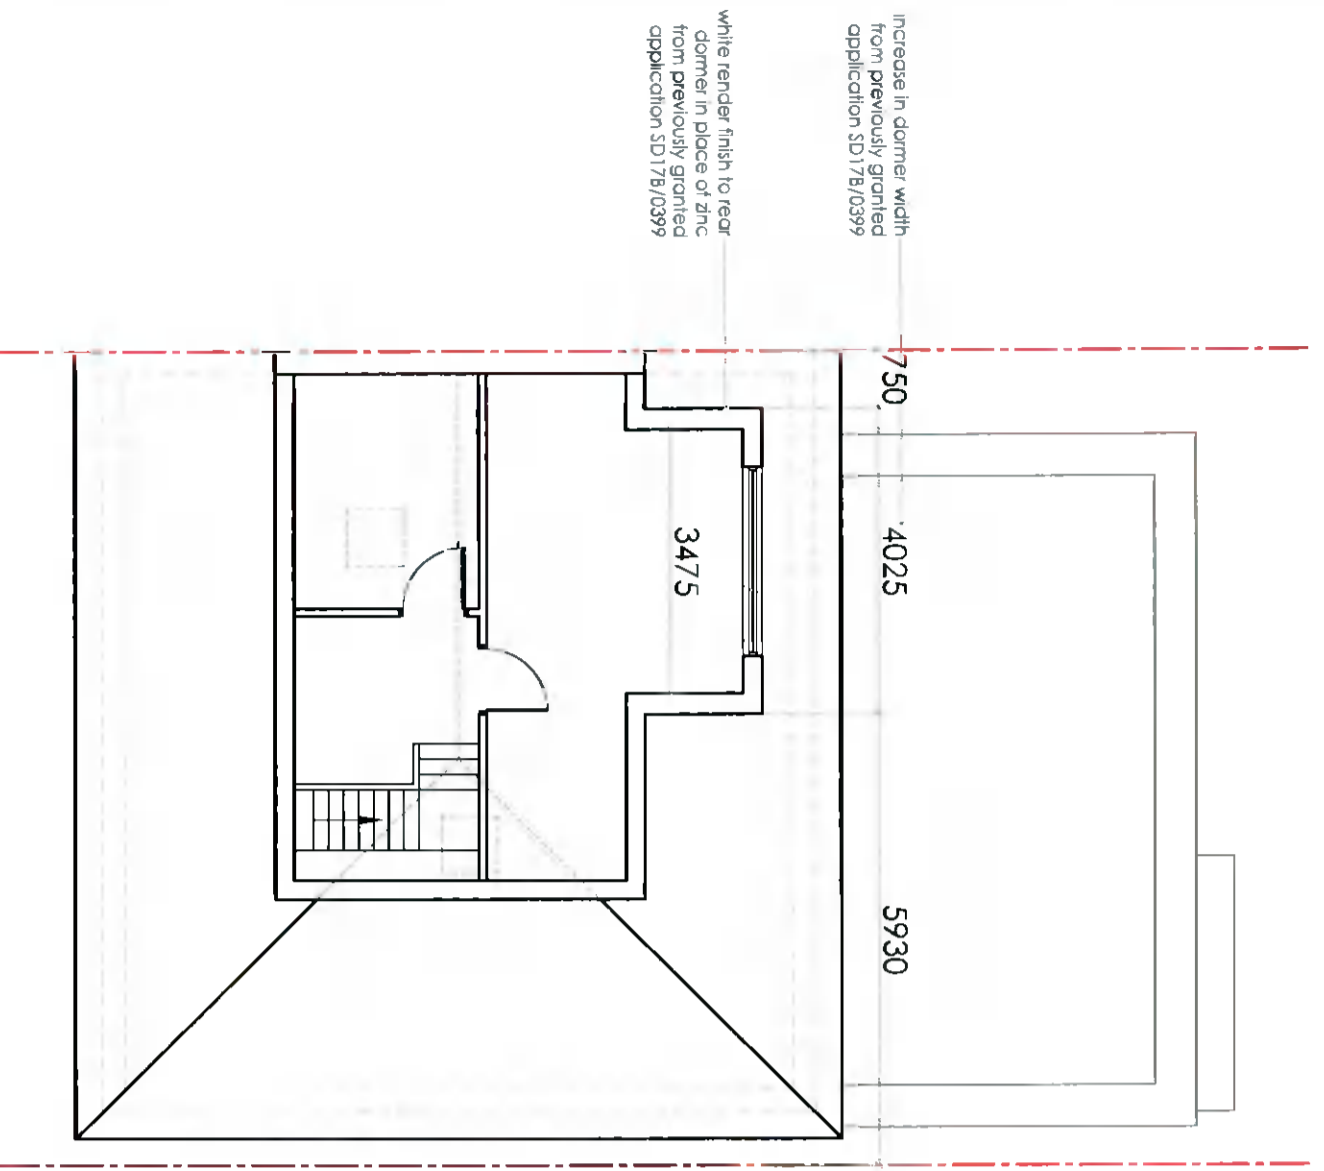 increase in dormer width
from previously granted
application SD17B/0399
white render finish to rear
dormer in place of zinc
from previously granted
application SD17B/0399
750
4025
5930
3475